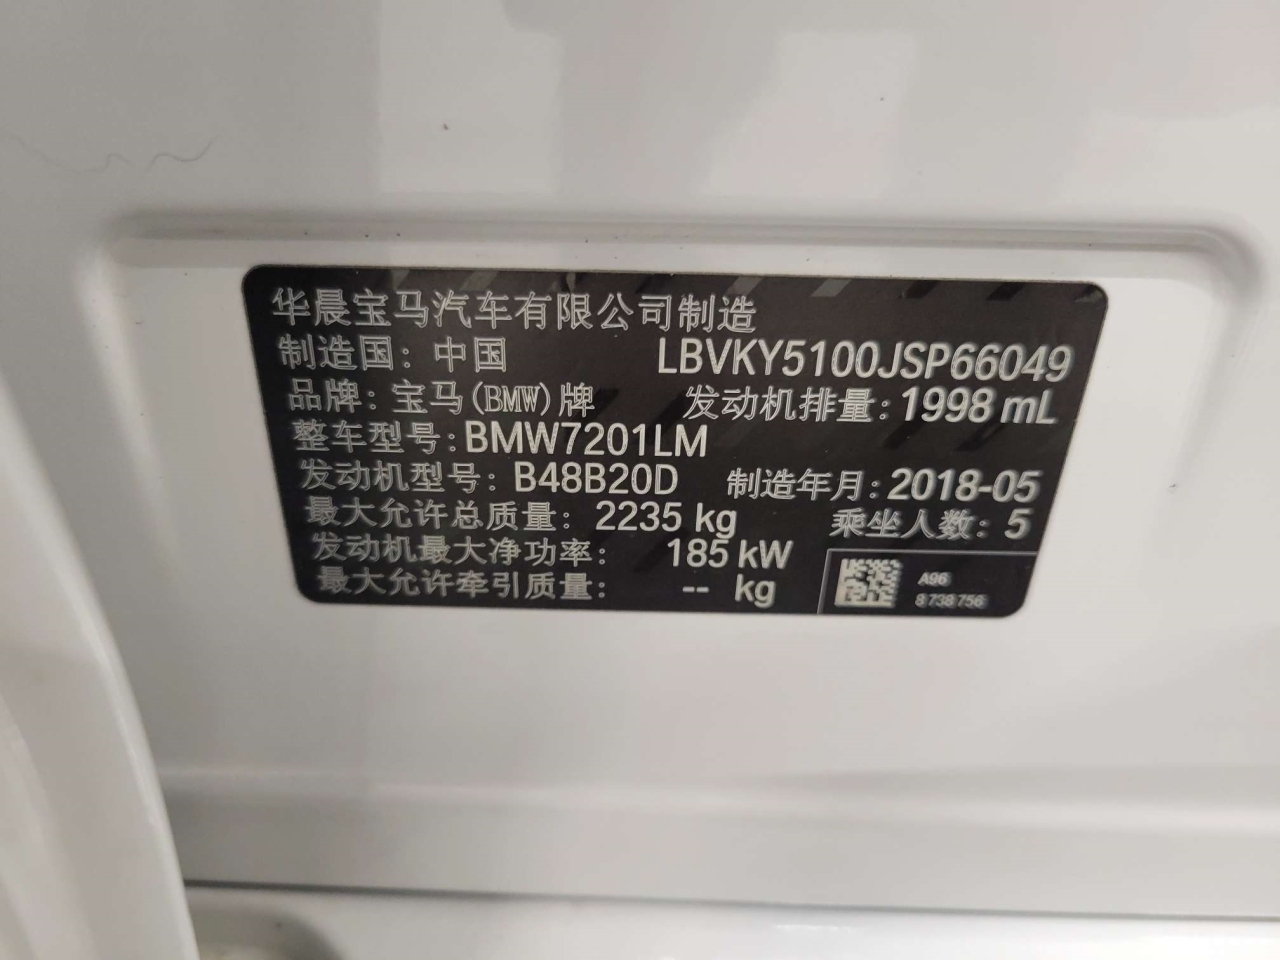 华晨宝马汽车有限公司制造
制造国：中国 LBVKY5100JSP66049
品牌：宝马(BMW)牌 发动机排量：1998 mL
整车型号：BMW7201LM
发动机型号：B48B20D 制造年月：2018-05
最大允许总质量：2235 kg 乘坐人数：5
发动机最大净功率：185 kW
最大允许牵引质量：-- kg
A96
8 738 756